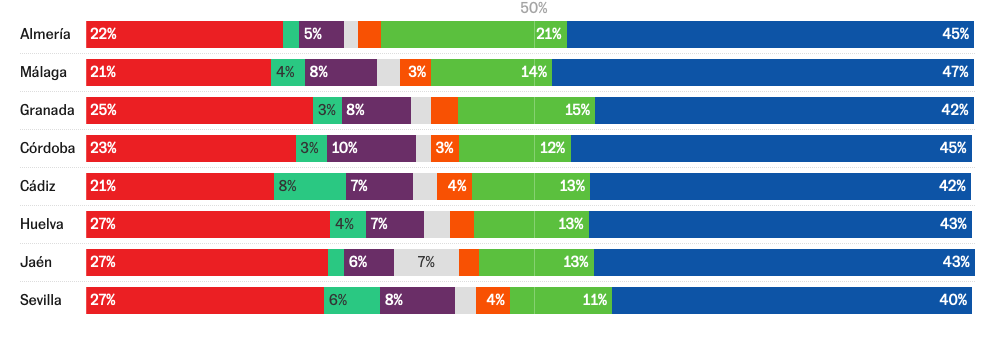 50%
Almería 22% 5% 21% 45%
Málaga 21% 4% 8% 3% 14% 47%
Granada 25% 3% 8% 15% 42%
Córdoba 23% 3% 10% 3% 12% 45%
Cádiz 21% 8% 7% 4% 13% 42%
Huelva 27% 4% 7% 13% 43%
Jaén 27% 6% 7% 13% 43%
Sevilla 27% 6% 8% 4% 11% 40%